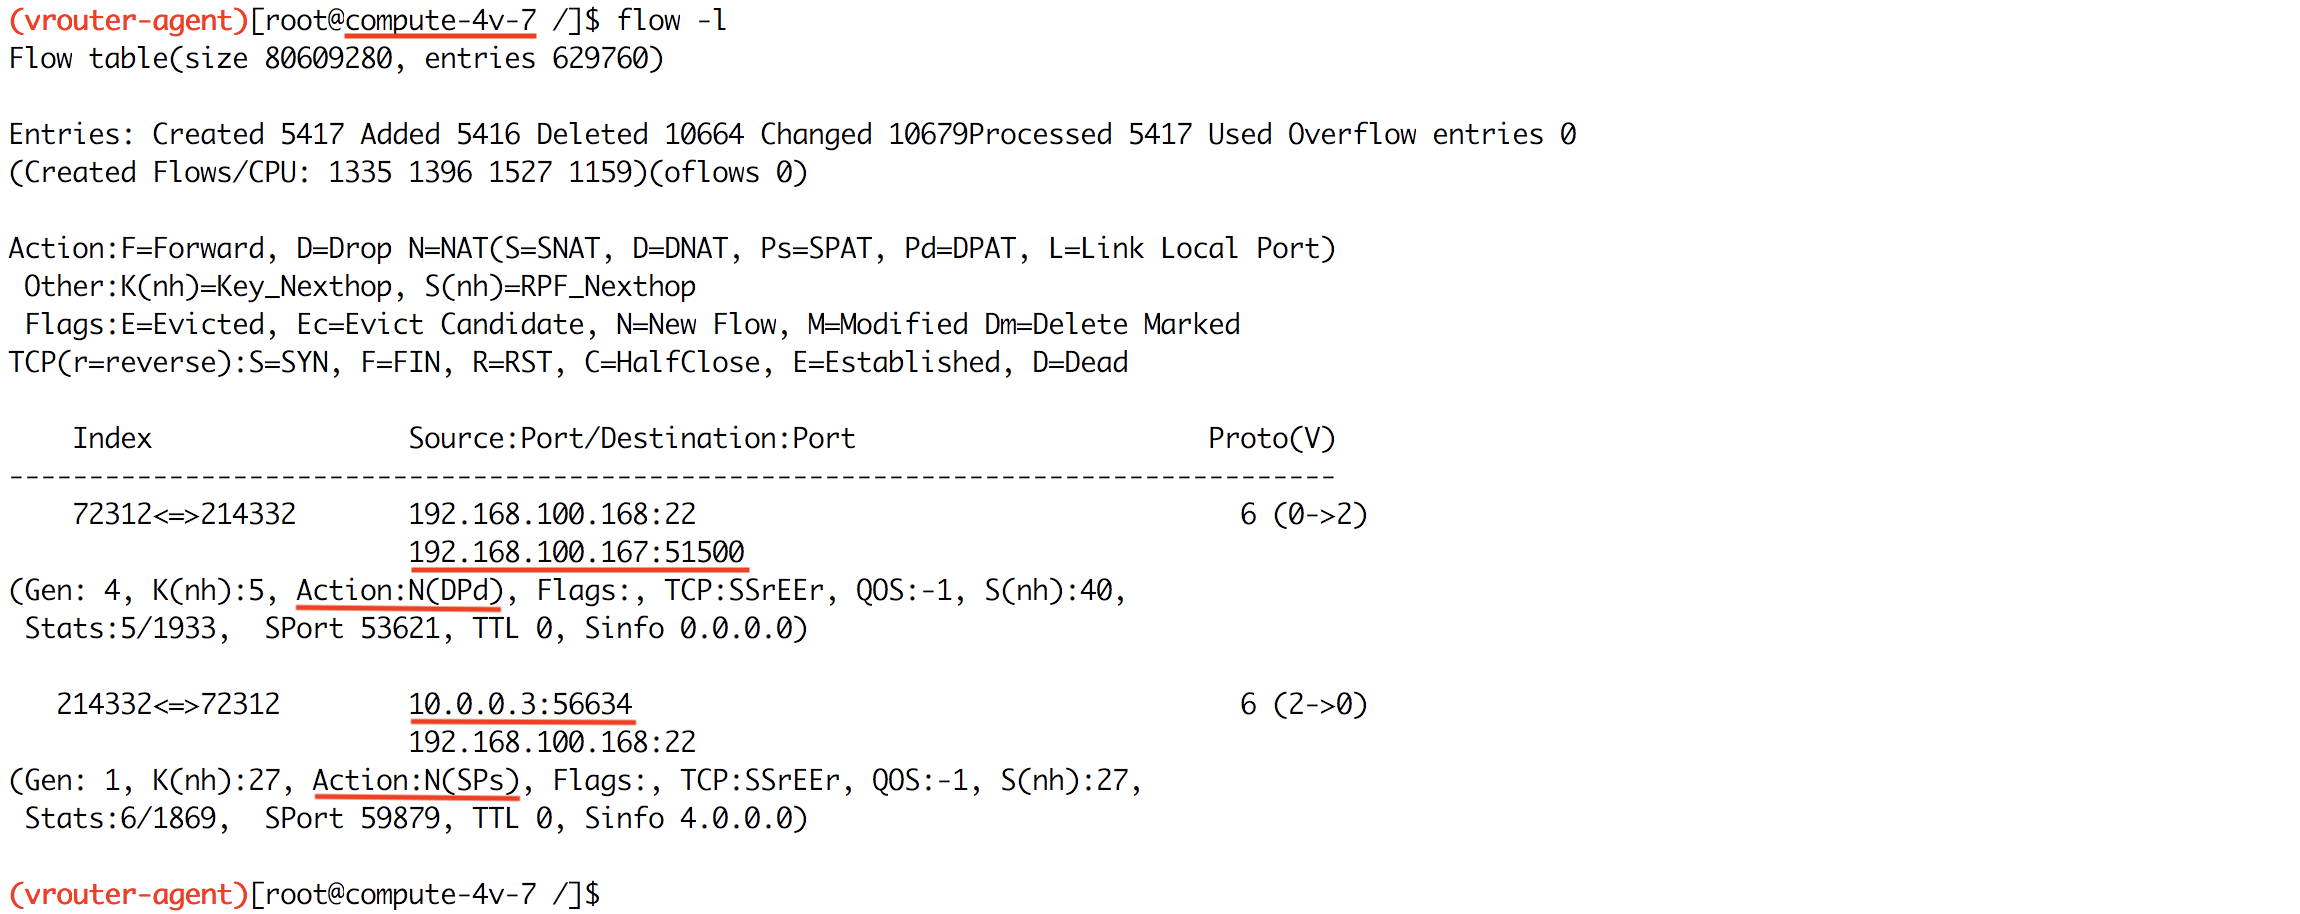 (vrouter-agent)[root@compute-4v-7 /]$ flow -l
Flow table(size 80609280, entries 629760)
Entries: Created 5417 Added 5416 Deleted 10664 Changed 10679Processed 5417 Used Overflow entries 0
(Created Flows/CPU: 1335 1396 1527 1159)(oflows 0)
Action:F=Forward, D=Drop N=NAT(S=SNAT, D=DNAT, Ps=SPAT, Pd=DPAT, L=Link Local Port)
Other:K(nh)=Key_Nexthop, S(nh)=RPF_Nexthop
Flags:E=Evicted, Ec=Evict Candidate, N=New Flow, M=Modified Dm=Delete Marked
TCP(r=reverse):S=SYN, F=FIN, R=RST, C=HalfClose, E=Established, D=Dead
Index Source:Port/Destination:Port Proto(V)
-----------------------------------------------------------------------------------
72312<=>214332 192.168.100.168:22 6 (0->2)
192.168.100.167:51500
(Gen: 4, K(nh):5, Action:N(DPd), Flags:, TCP:SSrEEr, QOS:-1, S(nh):40,
Stats:5/1933, SPort 53621, TTL 0, Sinfo 0.0.0.0)
214332<=>72312 10.0.0.3:56634 6 (2->0)
192.168.100.168:22
(Gen: 1, K(nh):27, Action:N(SPs), Flags:, TCP:SSrEEr, QOS:-1, S(nh):27,
Stats:6/1869, SPort 59879, TTL 0, Sinfo 4.0.0.0)
(vrouter-agent)[root@compute-4v-7 /]$